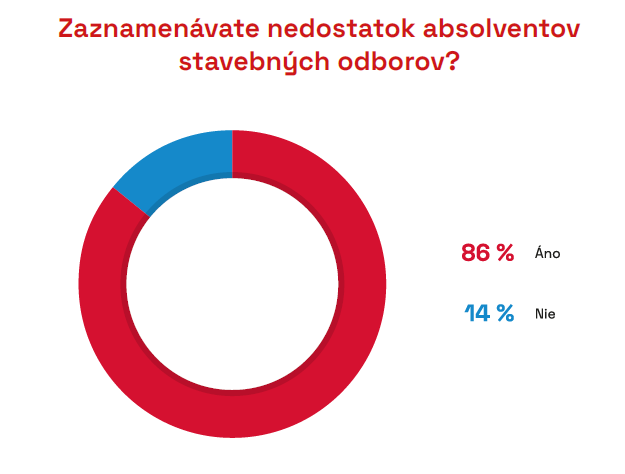 Zaznamenávate nedostatok absolventov
stavebných odborov?
86 % Áno
14 % Nie